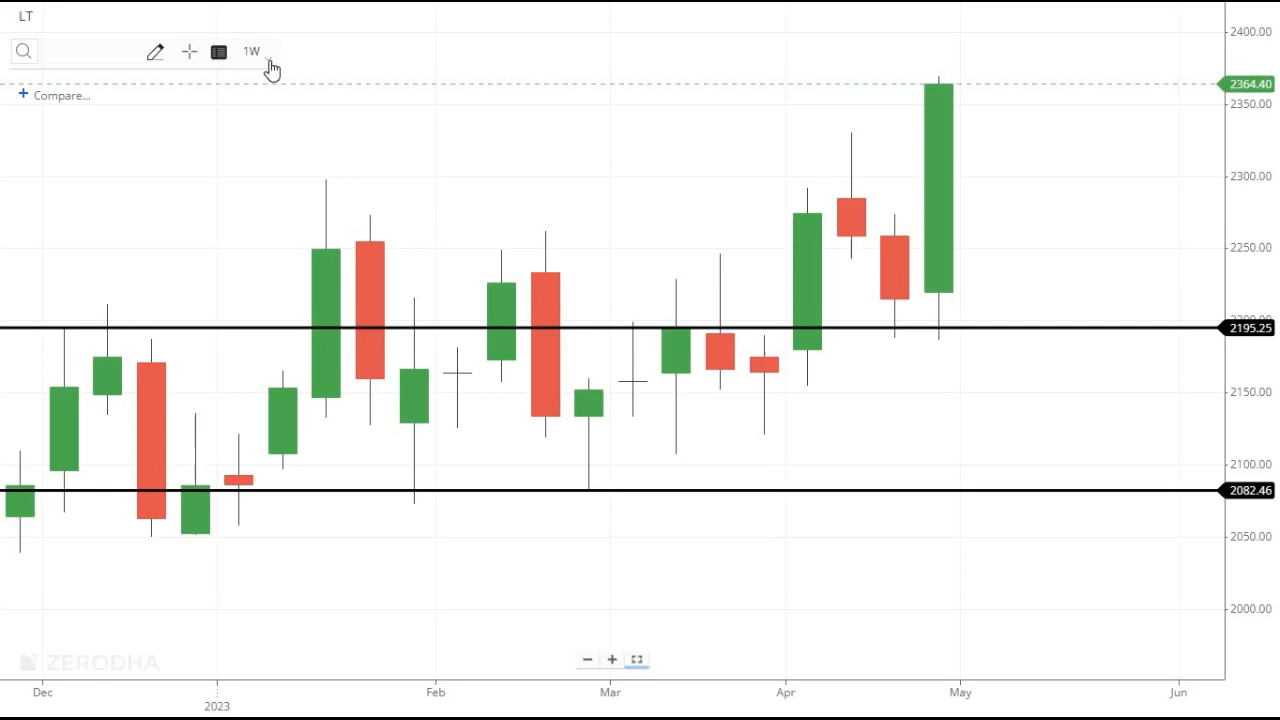 LT
1W
Compare...
2400.00
2364.40
2350.00
2300.00
2250.00
2195.25
2150.00
2100.00
2082.46
2050.00
2000.00
ZERODHA
Dec
2023
Feb
Mar
Apr
May
Jun